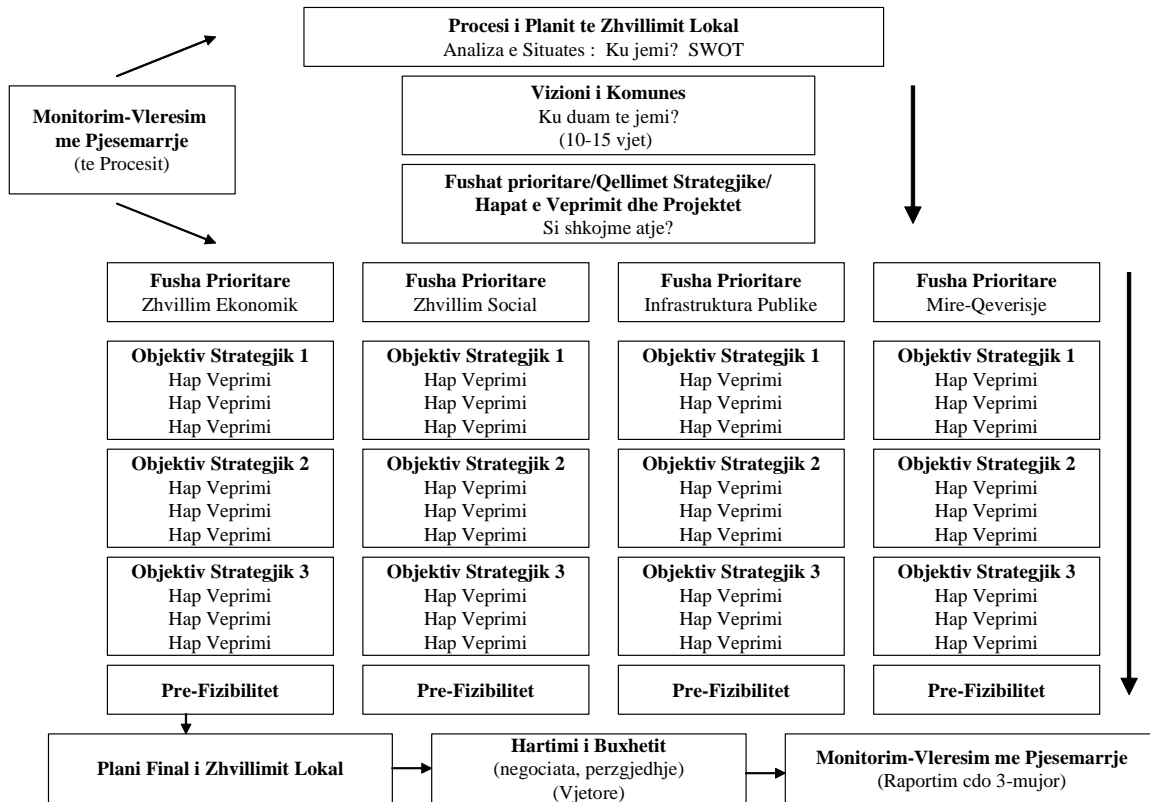 Procesi i Planit te Zhvillimit Lokal
Analiza e Situates : Ku jemi? SWOT
Monitorim-Vleresim
me Pjesemarrje
(te Procesit)
Vizioni i Komunes
Ku duam te jemi?
(10-15 vjet)
Fushat prioritare/Qellimet Strategjike/
Hapat e Veprimit dhe Projektet
Si shkojme atje?
Fusha Prioritare
Zhvillim Ekonomik
Fusha Prioritare
Zhvillim Social
Fusha Prioritare
Infrastruktura Publike
Fusha Prioritare
Mire-Qeverisje
Objektiv Strategjik 1
Hap Veprimi
Hap Veprimi
Hap Veprimi
Objektiv Strategjik 1
Hap Veprimi
Hap Veprimi
Hap Veprimi
Objektiv Strategjik 1
Hap Veprimi
Hap Veprimi
Hap Veprimi
Objektiv Strategjik 1
Hap Veprimi
Hap Veprimi
Hap Veprimi
Objektiv Strategjik 2
Hap Veprimi
Hap Veprimi
Hap Veprimi
Objektiv Strategjik 2
Hap Veprimi
Hap Veprimi
Hap Veprimi
Objektiv Strategjik 2
Hap Veprimi
Hap Veprimi
Hap Veprimi
Objektiv Strategjik 2
Hap Veprimi
Hap Veprimi
Hap Veprimi
Objektiv Strategjik 3
Hap Veprimi
Hap Veprimi
Hap Veprimi
Objektiv Strategjik 3
Hap Veprimi
Hap Veprimi
Hap Veprimi
Objektiv Strategjik 3
Hap Veprimi
Hap Veprimi
Hap Veprimi
Objektiv Strategjik 3
Hap Veprimi
Hap Veprimi
Hap Veprimi
Pre-Fizibilitet
Pre-Fizibilitet
Pre-Fizibilitet
Pre-Fizibilitet
Plani Final i Zhvillimit Lokal
Hartimi i Buxhetit
(negociata, perzgjedhje)
(Vjetore)
Monitorim-Vleresim me Pjesemarrje
(Raportim cdo 3-mujor)